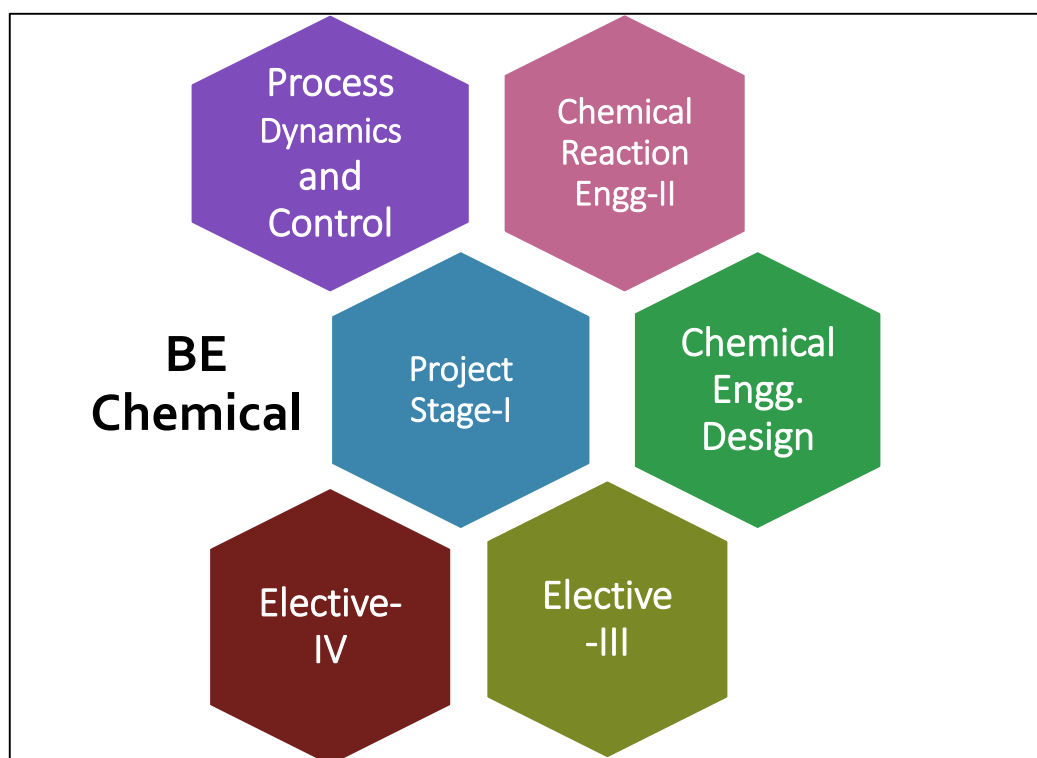 Process
Dynamics
and
Control
Chemical
Reaction
Engg-II
BE
Chemical
Project
Stage-I
Chemical
Engg.
Design
Elective-
IV
Elective
-III